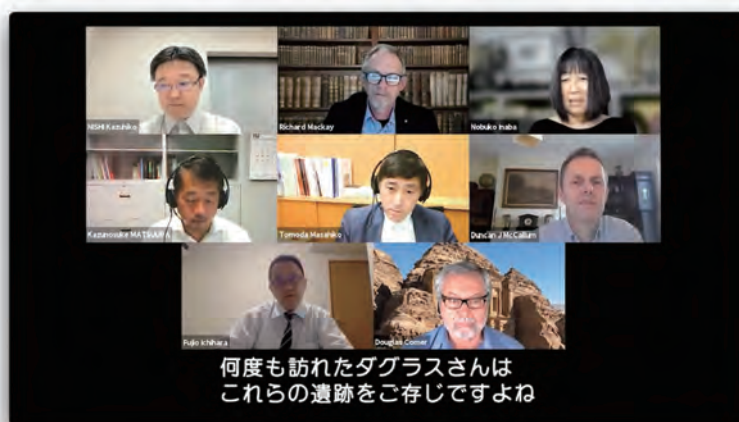 NISHI Kazuhiko
Richard Mackay
Nobuko Inaba
Kazunosuke MATSUURA
Tomoda Masahiko
Duncan J McCallum
Fujio Ichihara
Douglas Comer
何度も訪れたダグラスさんは
これらの遺跡をご存じですよね